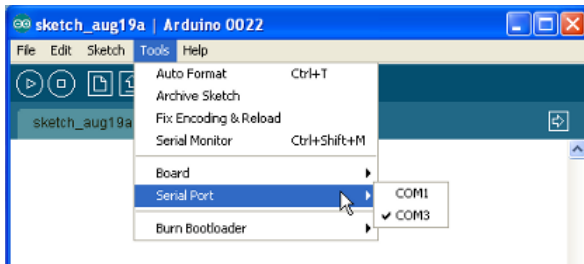 sketch_aug19a | Arduino 0022
File Edit Sketch Tools Help
Auto Format Ctrl+T
Archive Sketch
sketch_aug19a
Fix Encoding & Reload
Serial Monitor Ctrl+Shift+M
Board
Serial Port
COM1
COM3
Burn Bootloader